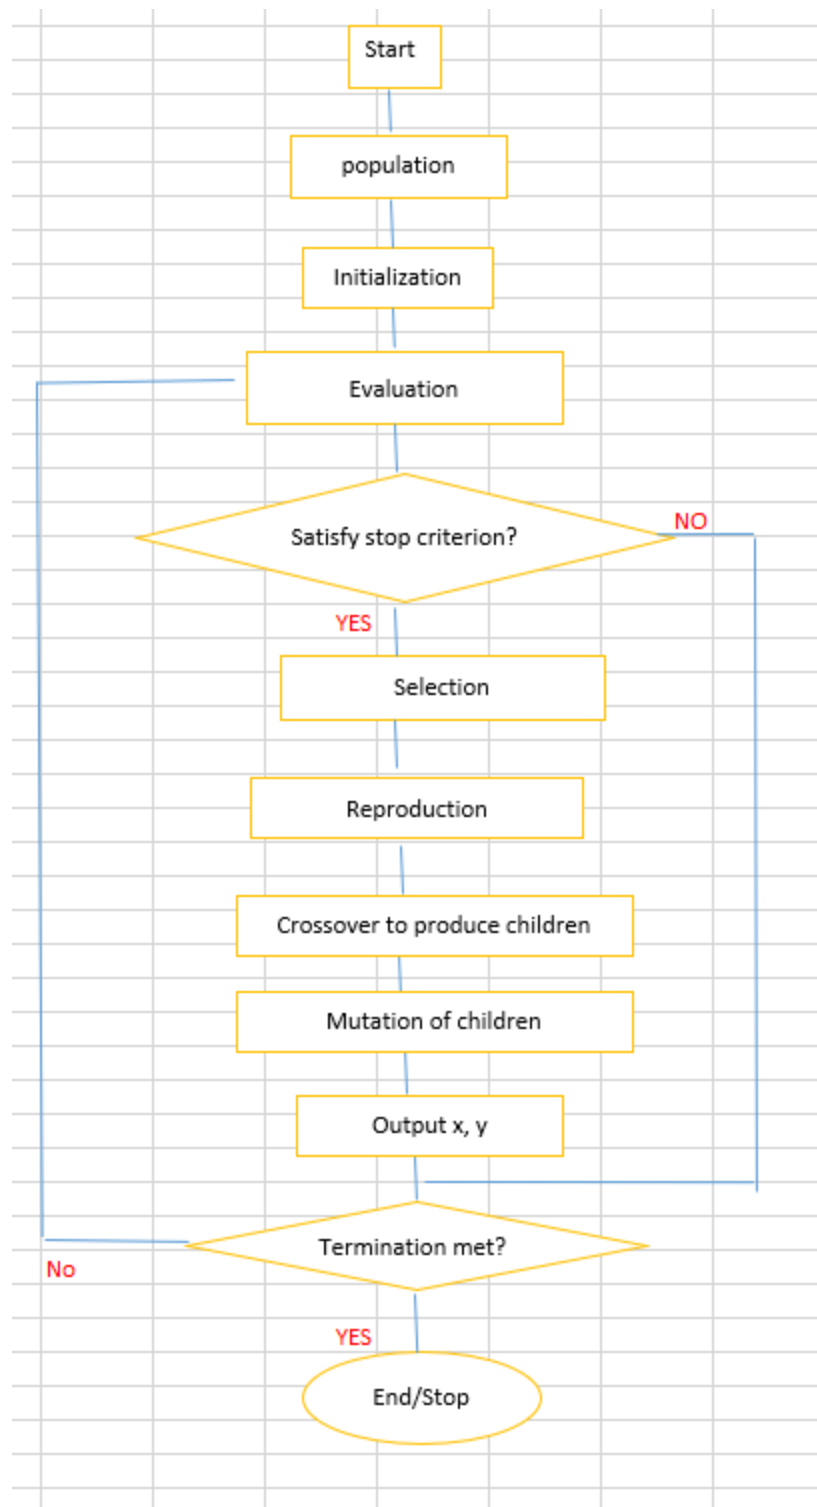 Start
population
Initialization
Evaluation
Satisfy stop criterion?
NO
YES
Selection
Reproduction
Crossover to produce children
Mutation of children
Output x, y
Termination met?
No
YES
End/Stop